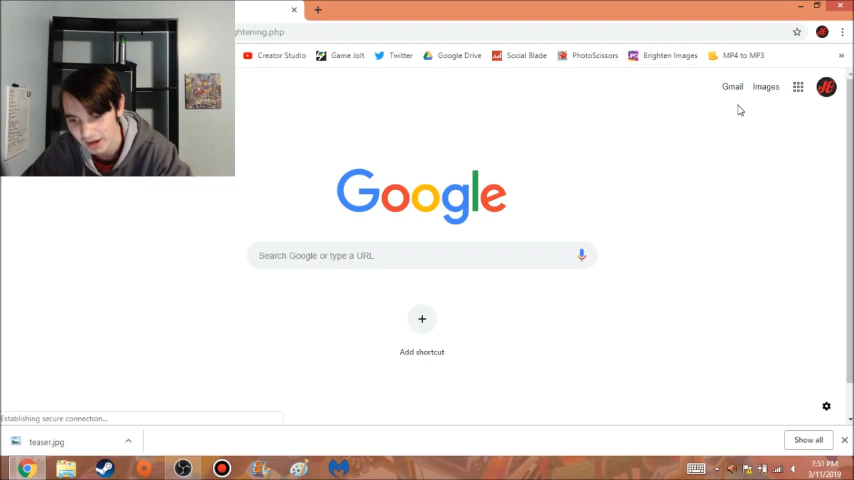 ghtening.php
Creator Studio Game Jolt Twitter Google Drive Social Blade PhotoScissors Brighten Images MP4 to MP3 »
Gmail Images
Google
Search Google or type a URL
Add shortcut
Establishing secure connection...
teaser.jpg
Show all
7:51 PM
3/11/2019